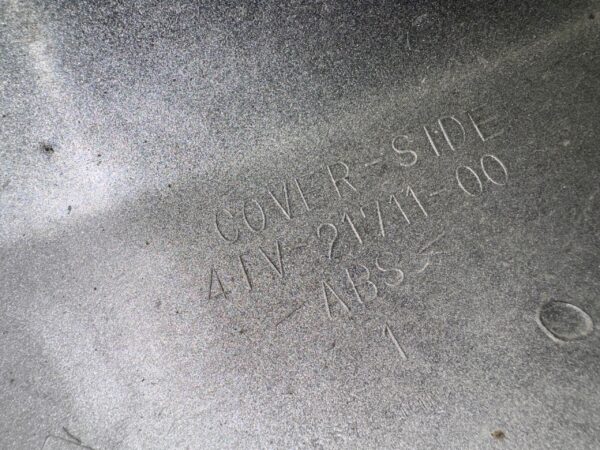 COVER-SIDE
4TV-21711-00
>ABS<
1